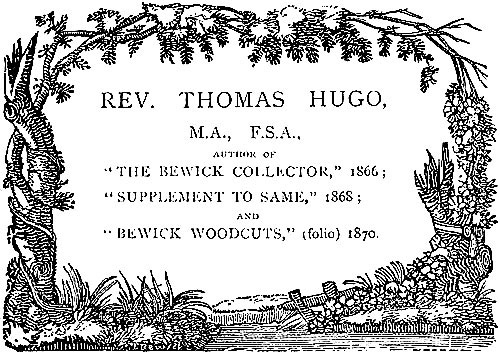 REV. THOMAS HUGO,
M.A., F.S.A.,
AUTHOR OF
"THE BEWICK COLLECTOR," 1866;
"SUPPLEMENT TO SAME," 1868;
AND
"BEWICK WOODCUTS," (folio) 1870.